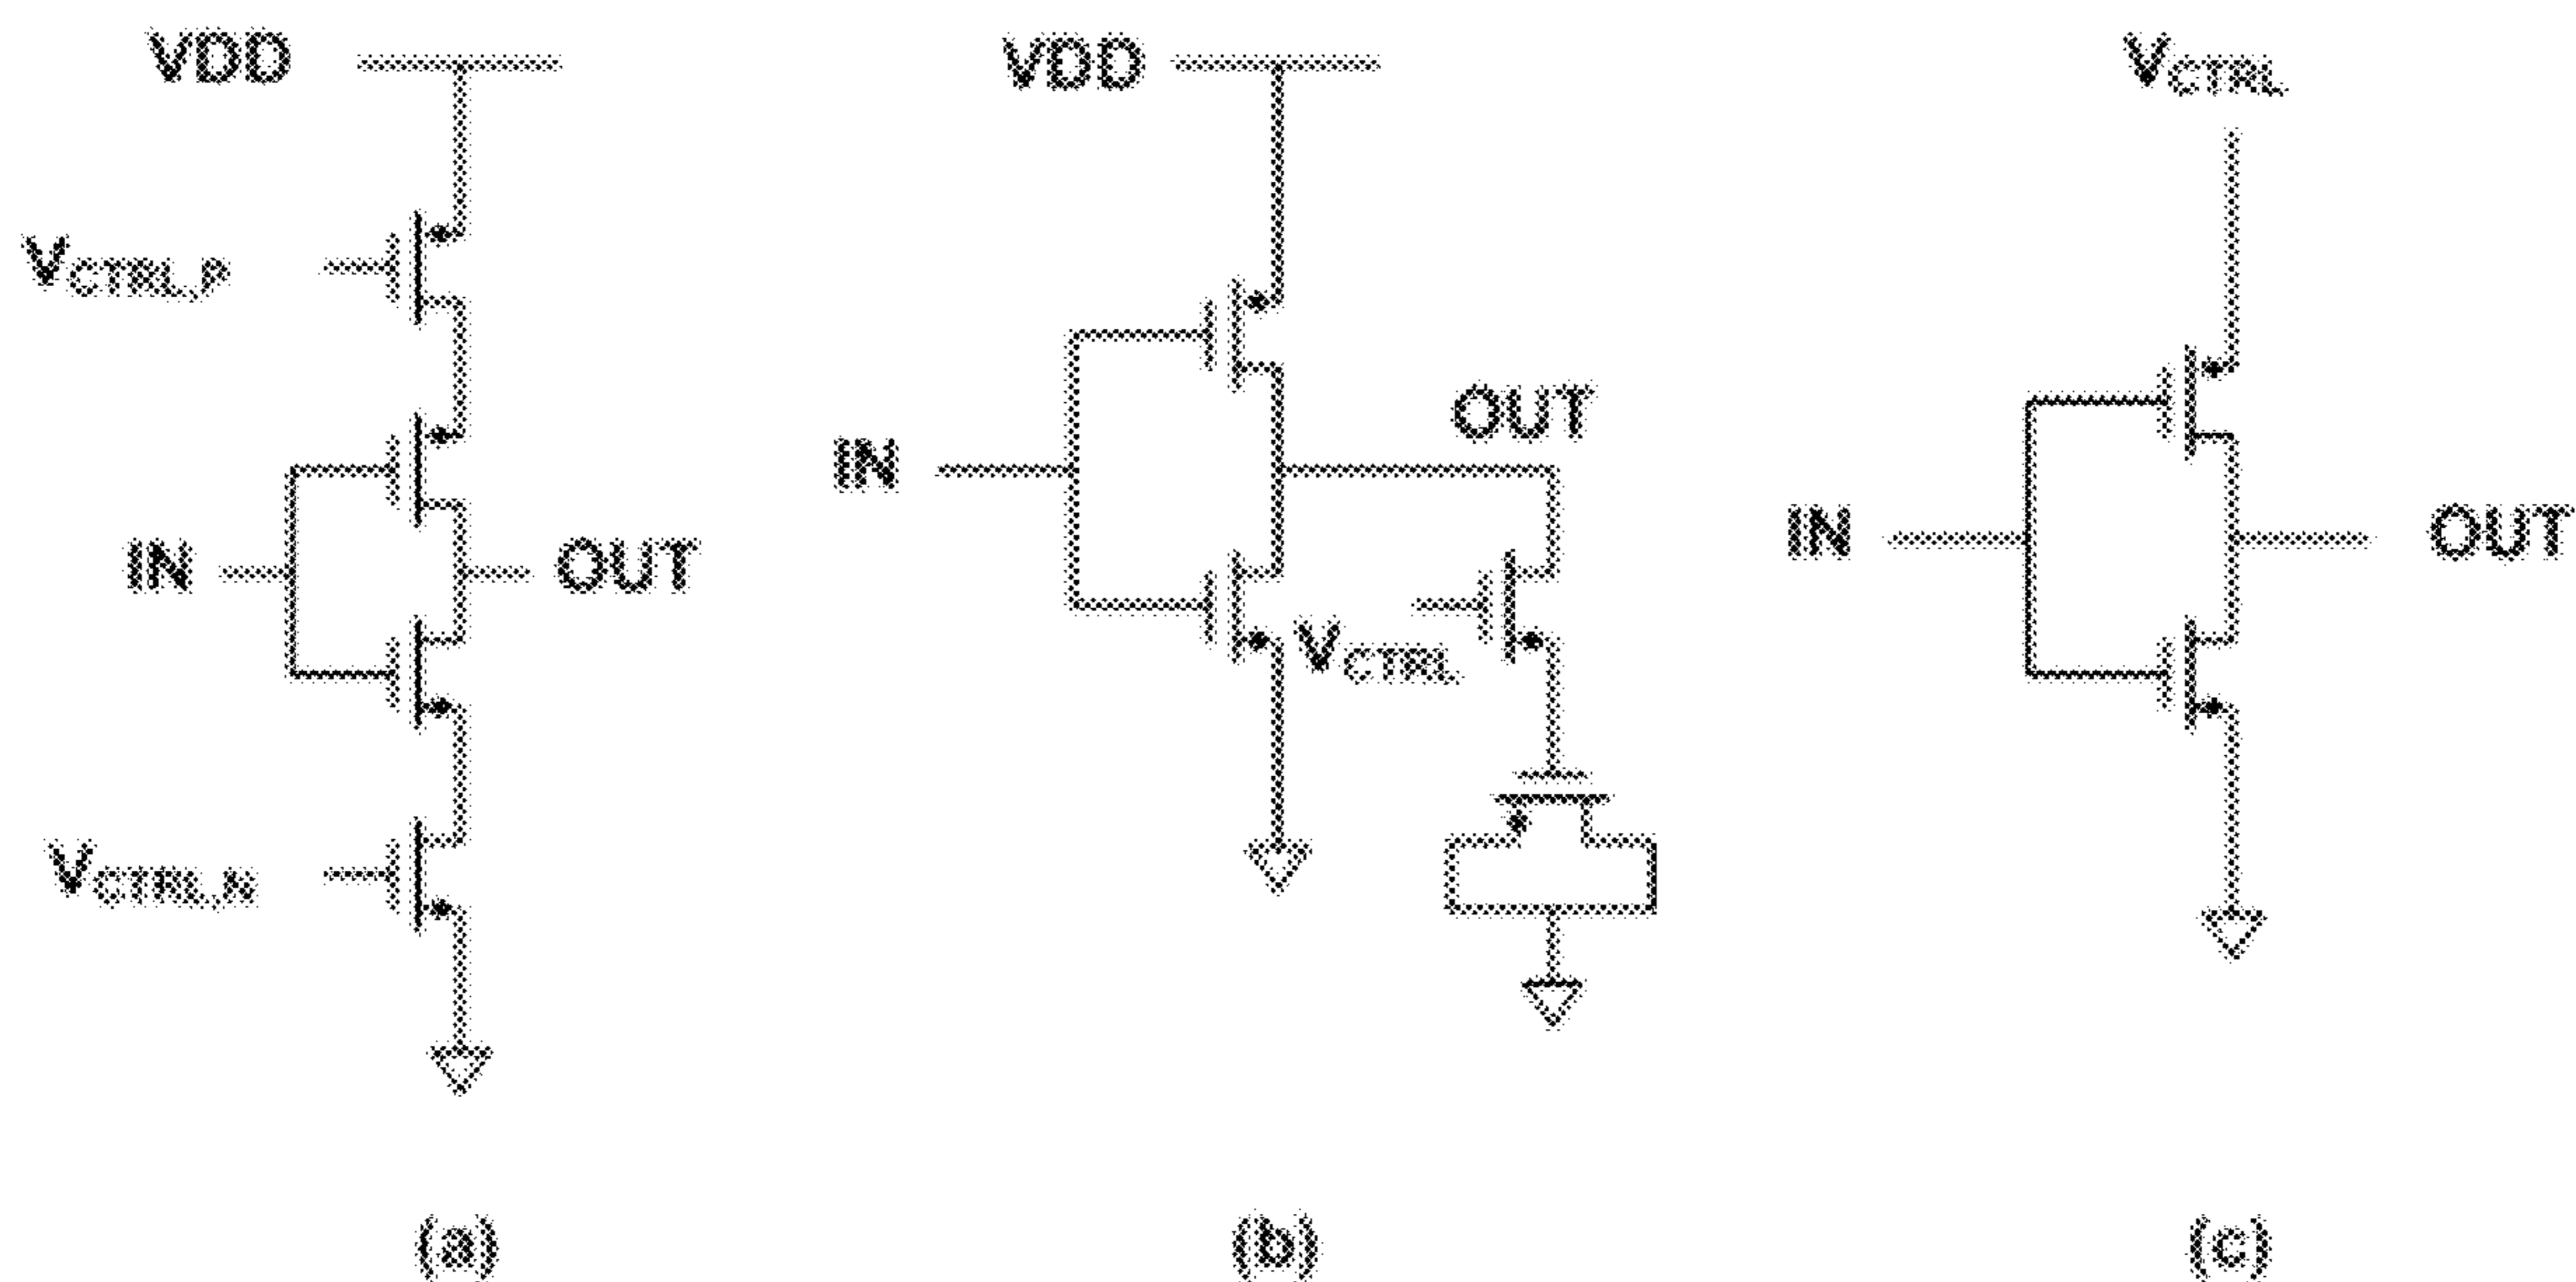 VDD
VCTRL,P
IN
OUT
VCTRL,N
(a)
VDD
IN
OUT
VCTRL
(b)
VCTRL
IN
OUT
(c)